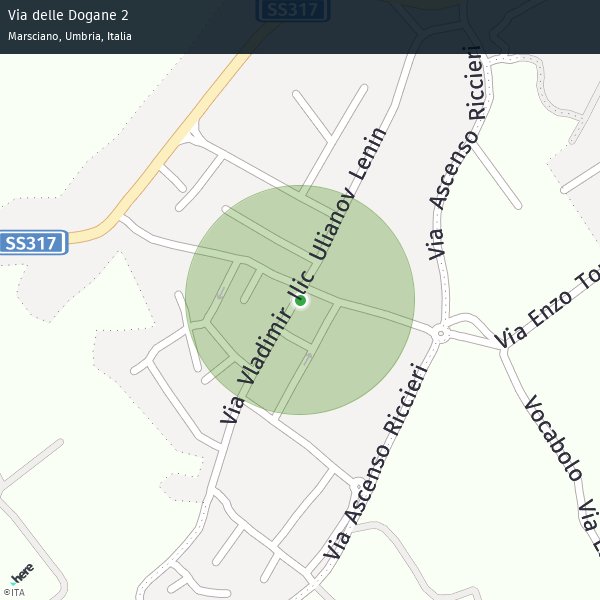 Via delle Dogane 2
Marsciano, Umbria, Italia
SS317
Via Ascenso Riccieri
Via Vladimir Ilic Ulianov Lenin
SS317
Via Enzo To
Via Ascenso Riccieri
Vocabolo Via E
here
©ITA